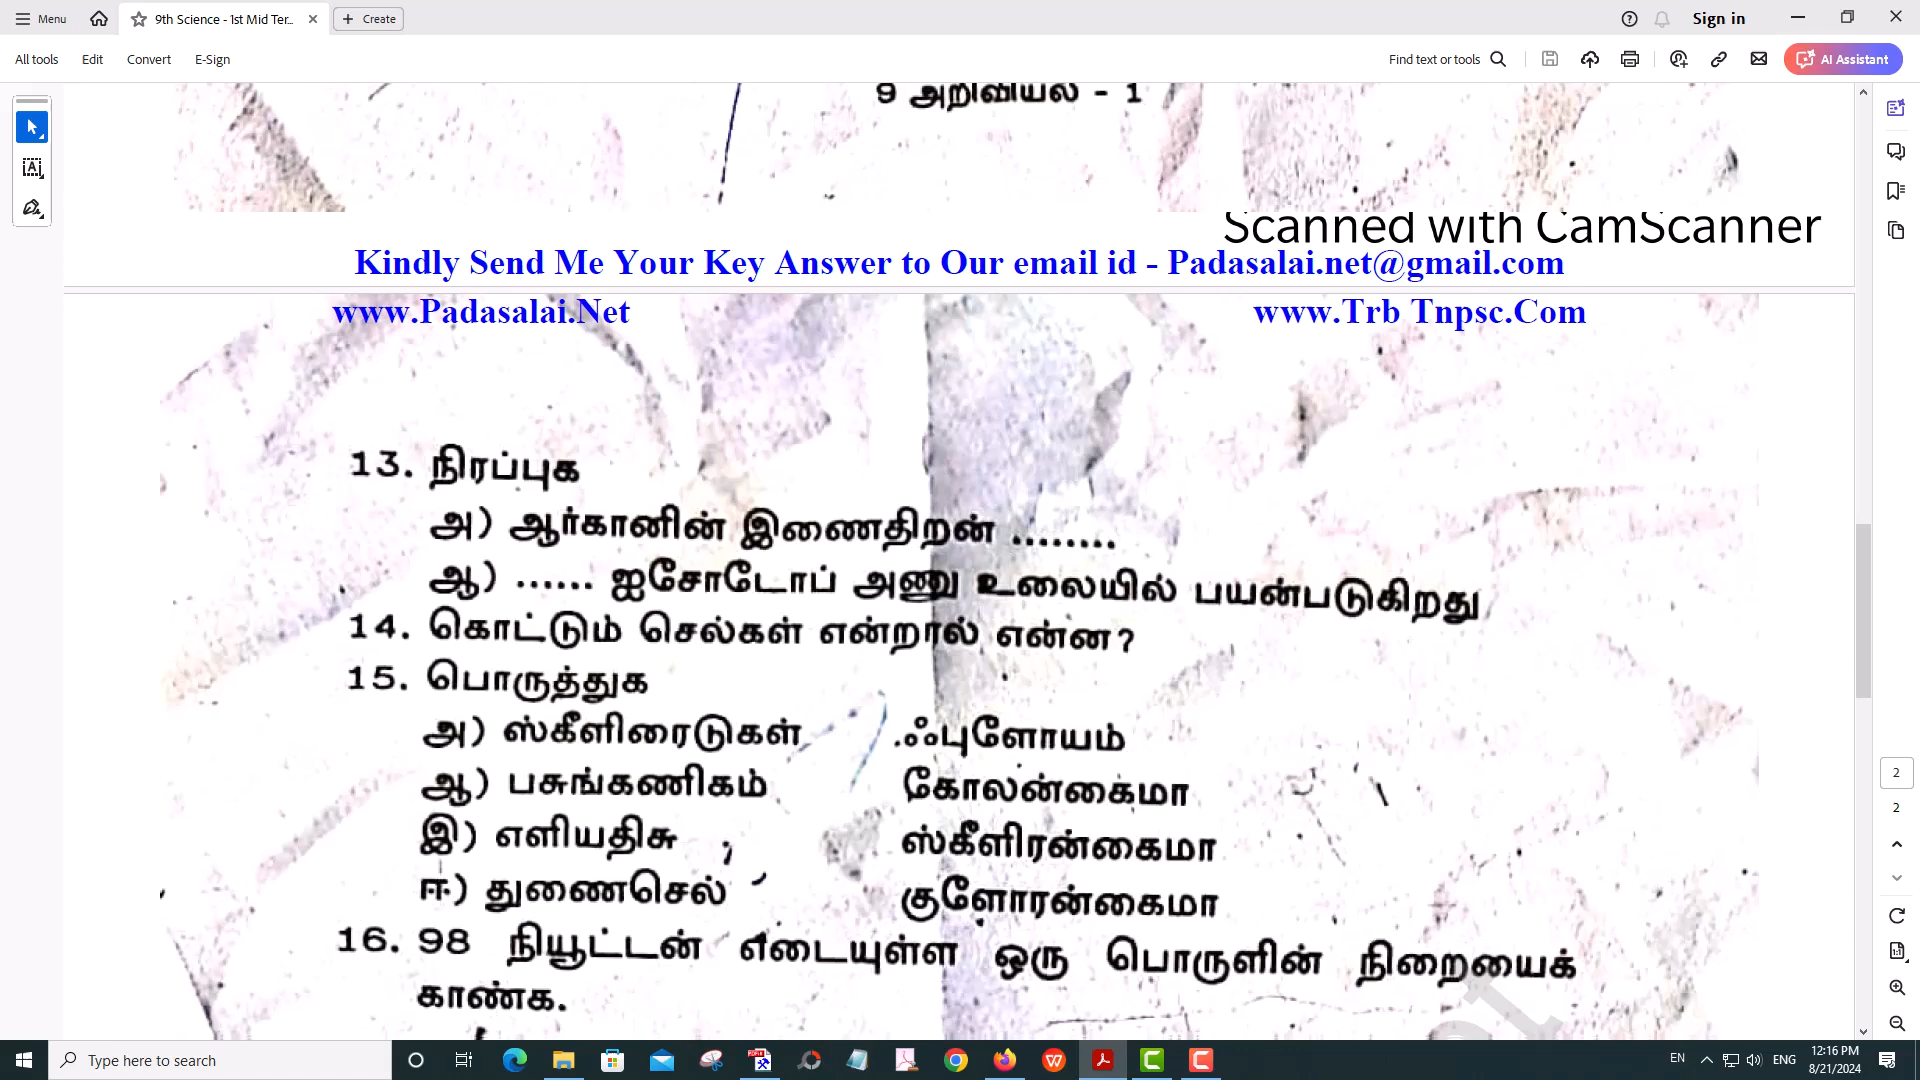 Menu
9th Science - 1st Mid Ter...
Create
Sign in
All tools
Edit
Convert
E-Sign
Find text or tools
AI Assistant
9 அறிவியல் - 1
Scanned with CamScanner
Kindly Send Me Your Key Answer to Our email id - Padasalai.net@gmail.com
www.Padasalai.Net
www.Trb Tnpsc.Com
13. நிரப்புக
அ) ஆர்கானின் இணைதிறன் ........
ஆ) ...... ஐசோடோப் அணு உலையில் பயன்படுகிறது
14. கொட்டும் செல்கள் என்றால் என்ன?
15. பொருத்துக
அ) ஸ்கீளிரைடுகள் ஃபுளோயம்
ஆ) பசுங்கணிகம் கோலன்கைமா
இ) எளியதிசு ஸ்கீளிரன்கைமா
ஈ) துணைசெல் குளோரன்கைமா
16. 98 நியூட்டன் எடையுள்ள ஒரு பொருளின் நிறையைக்
காண்க.
2
2
Type here to search
EN
ENG
12:16 PM
8/21/2024